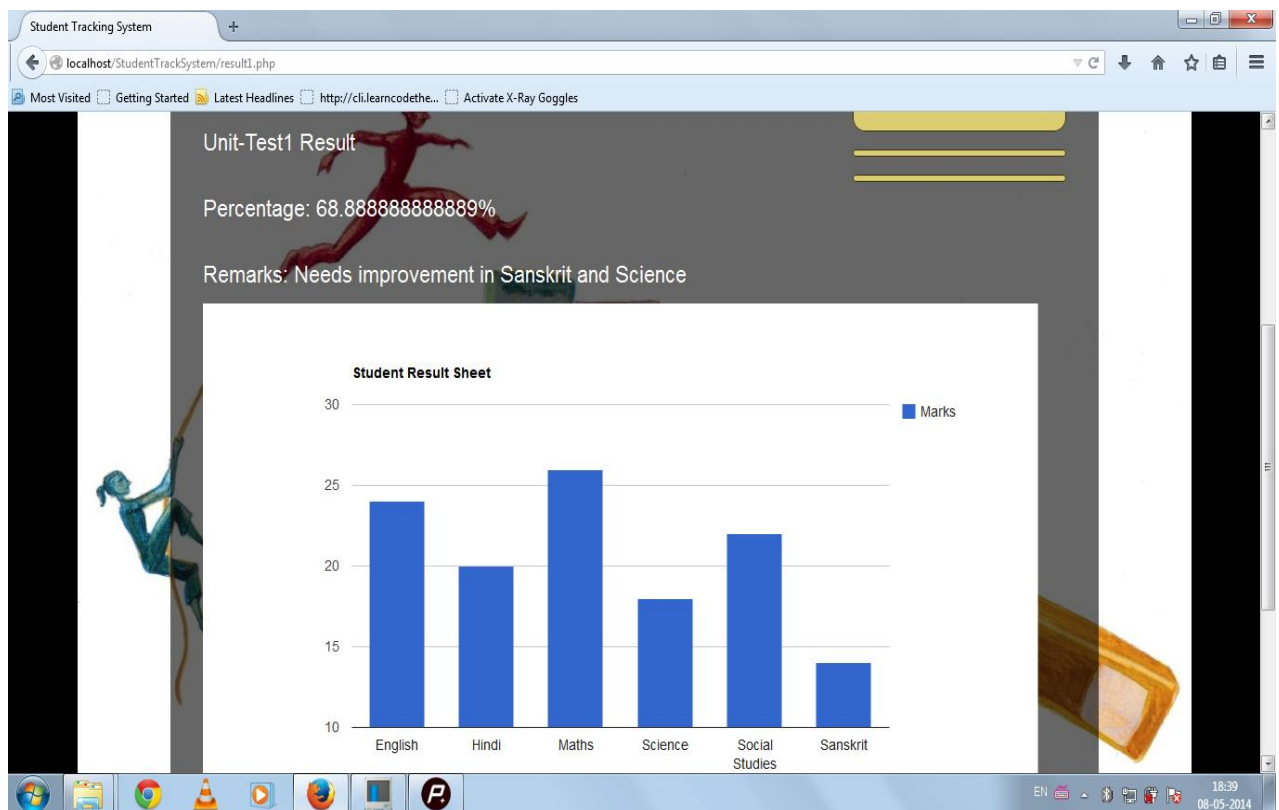 Student Tracking System
localhost/StudentTrackSystem/result1.php
Most Visited Getting Started Latest Headlines http://cli.learncodethe... Activate X-Ray Goggles
Unit-Test1 Result
Percentage: 68.888888888889%
Remarks: Needs improvement in Sanskrit and Science
Student Result Sheet
30
Marks
25
20
15
10
English Hindi Maths Science Social Studies Sanskrit
EN
18:39
08-05-2014